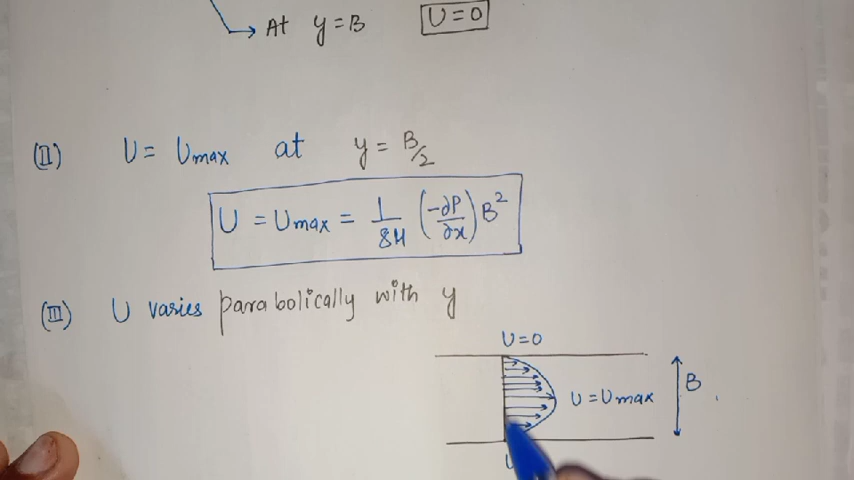 At y=B U=0
(II) U = Umax at y = B/2
U = Umax = 1/8μ (-∂P/∂x) B²
(III) U varies parabolically with y
U=0
U = Umax
B
U